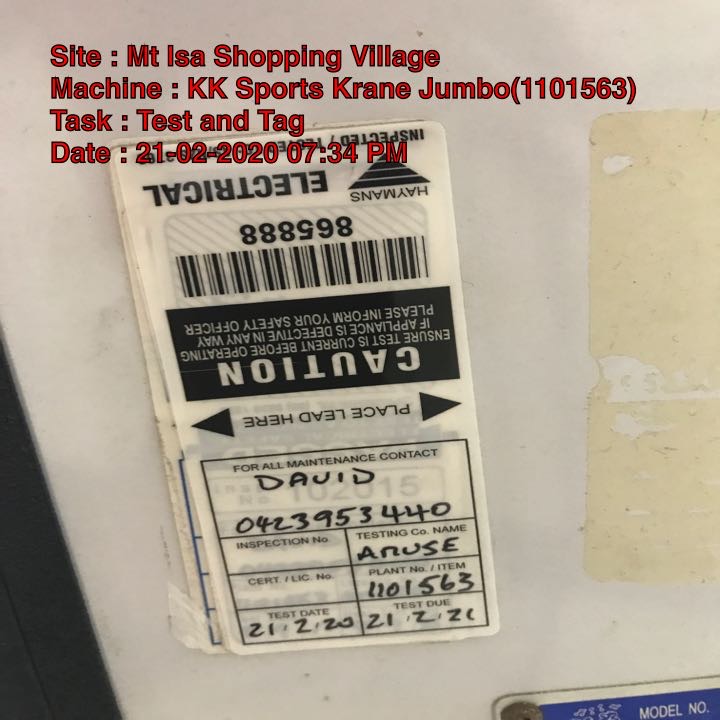 Site : Mt Isa Shopping Village
Machine : KK Sports Krane Jumbo(1101563)
Task : Test and Tag
Date : 21-02-2020 07:34 PM
INSPECTED / TESTED
HAYMANS
ELECTRICAL
865888
CAUTION
ENSURE TEST IS CURRENT BEFORE OPERATING
IF APPLIANCE IS DEFECTIVE IN ANY WAY
PLEASE INFORM YOUR SAFETY OFFICER
PLACE LEAD HERE
102015
FOR ALL MAINTENANCE CONTACT
DAVID
0423953440
INSPECTION No.
TESTING Co. NAME
AMUSE
CERT. / LIC. No.
PLANT No. / ITEM
1101563
TEST DATE
21.2.20
TEST DUE
21.2.21
MODEL NO.